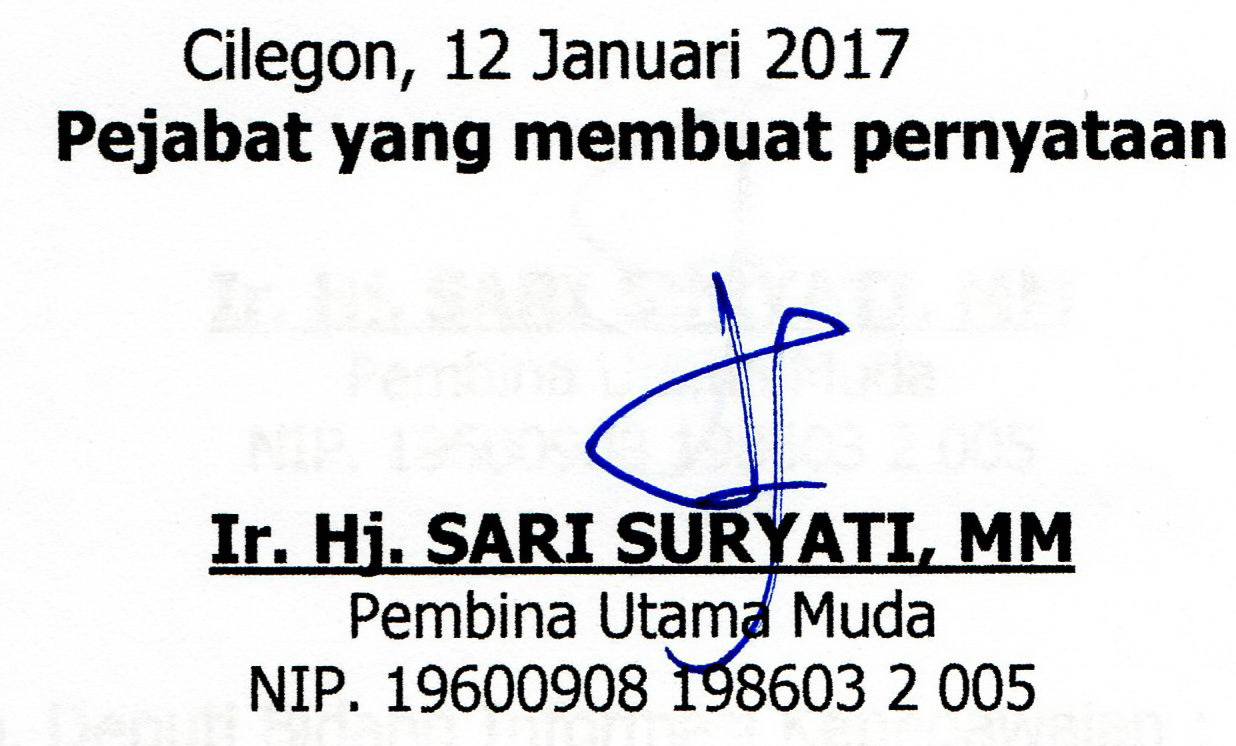 Cilegon, 12 Januari 2017
Pejabat yang membuat pernyataan
Ir. Hj. SARI SURYATI, MM
Pembina Utama Muda
NIP. 19600908 198603 2 005